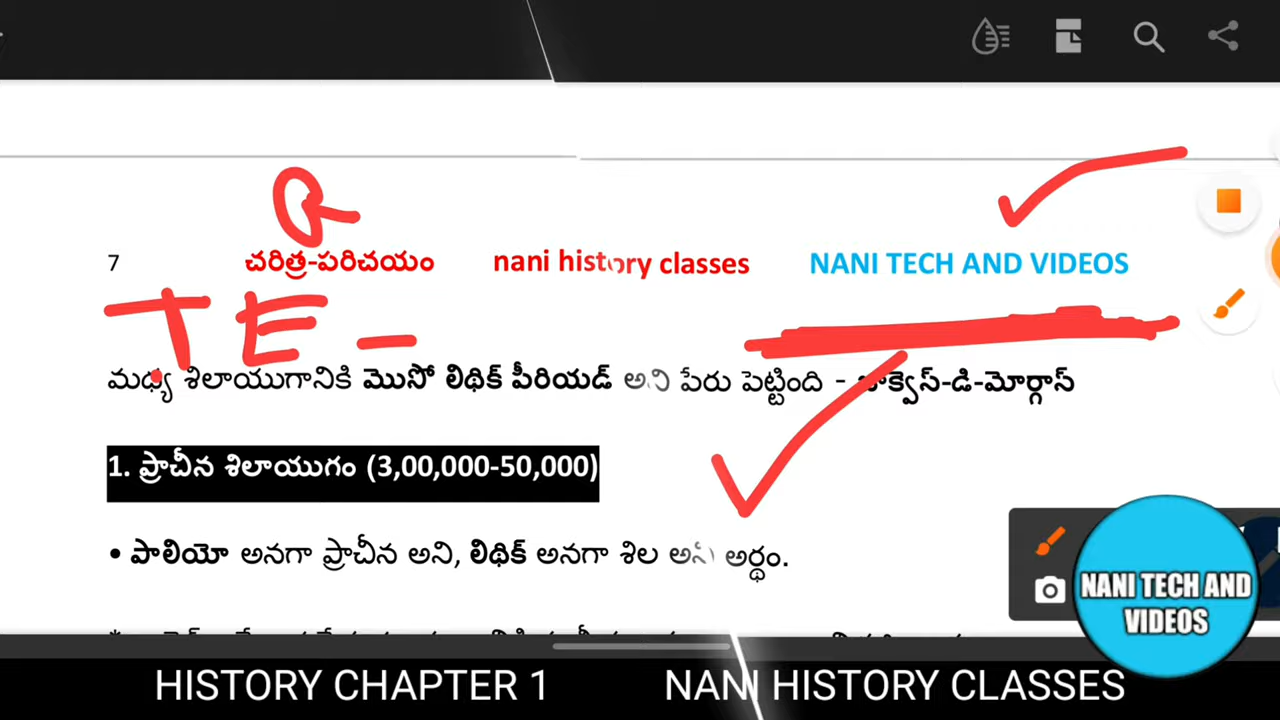 7 చరిత్ర-పరిచయం nani history classes NANI TECH AND VIDEOS
T E -
మధ్య శిలాయుగానికి మొసో లిథిక్ పీరియడ్ అని పేరు పెట్టింది - జాక్వెస్-డి-మోర్గాస్
1. ప్రాచీన శిలాయుగం (3,00,000-50,000)
• పాలియో అనగా ప్రాచీన అని, లిథిక్ అనగా శిల అని అర్థం.
NANI TECH AND
VIDEOS
HISTORY CHAPTER 1 NANI HISTORY CLASSES